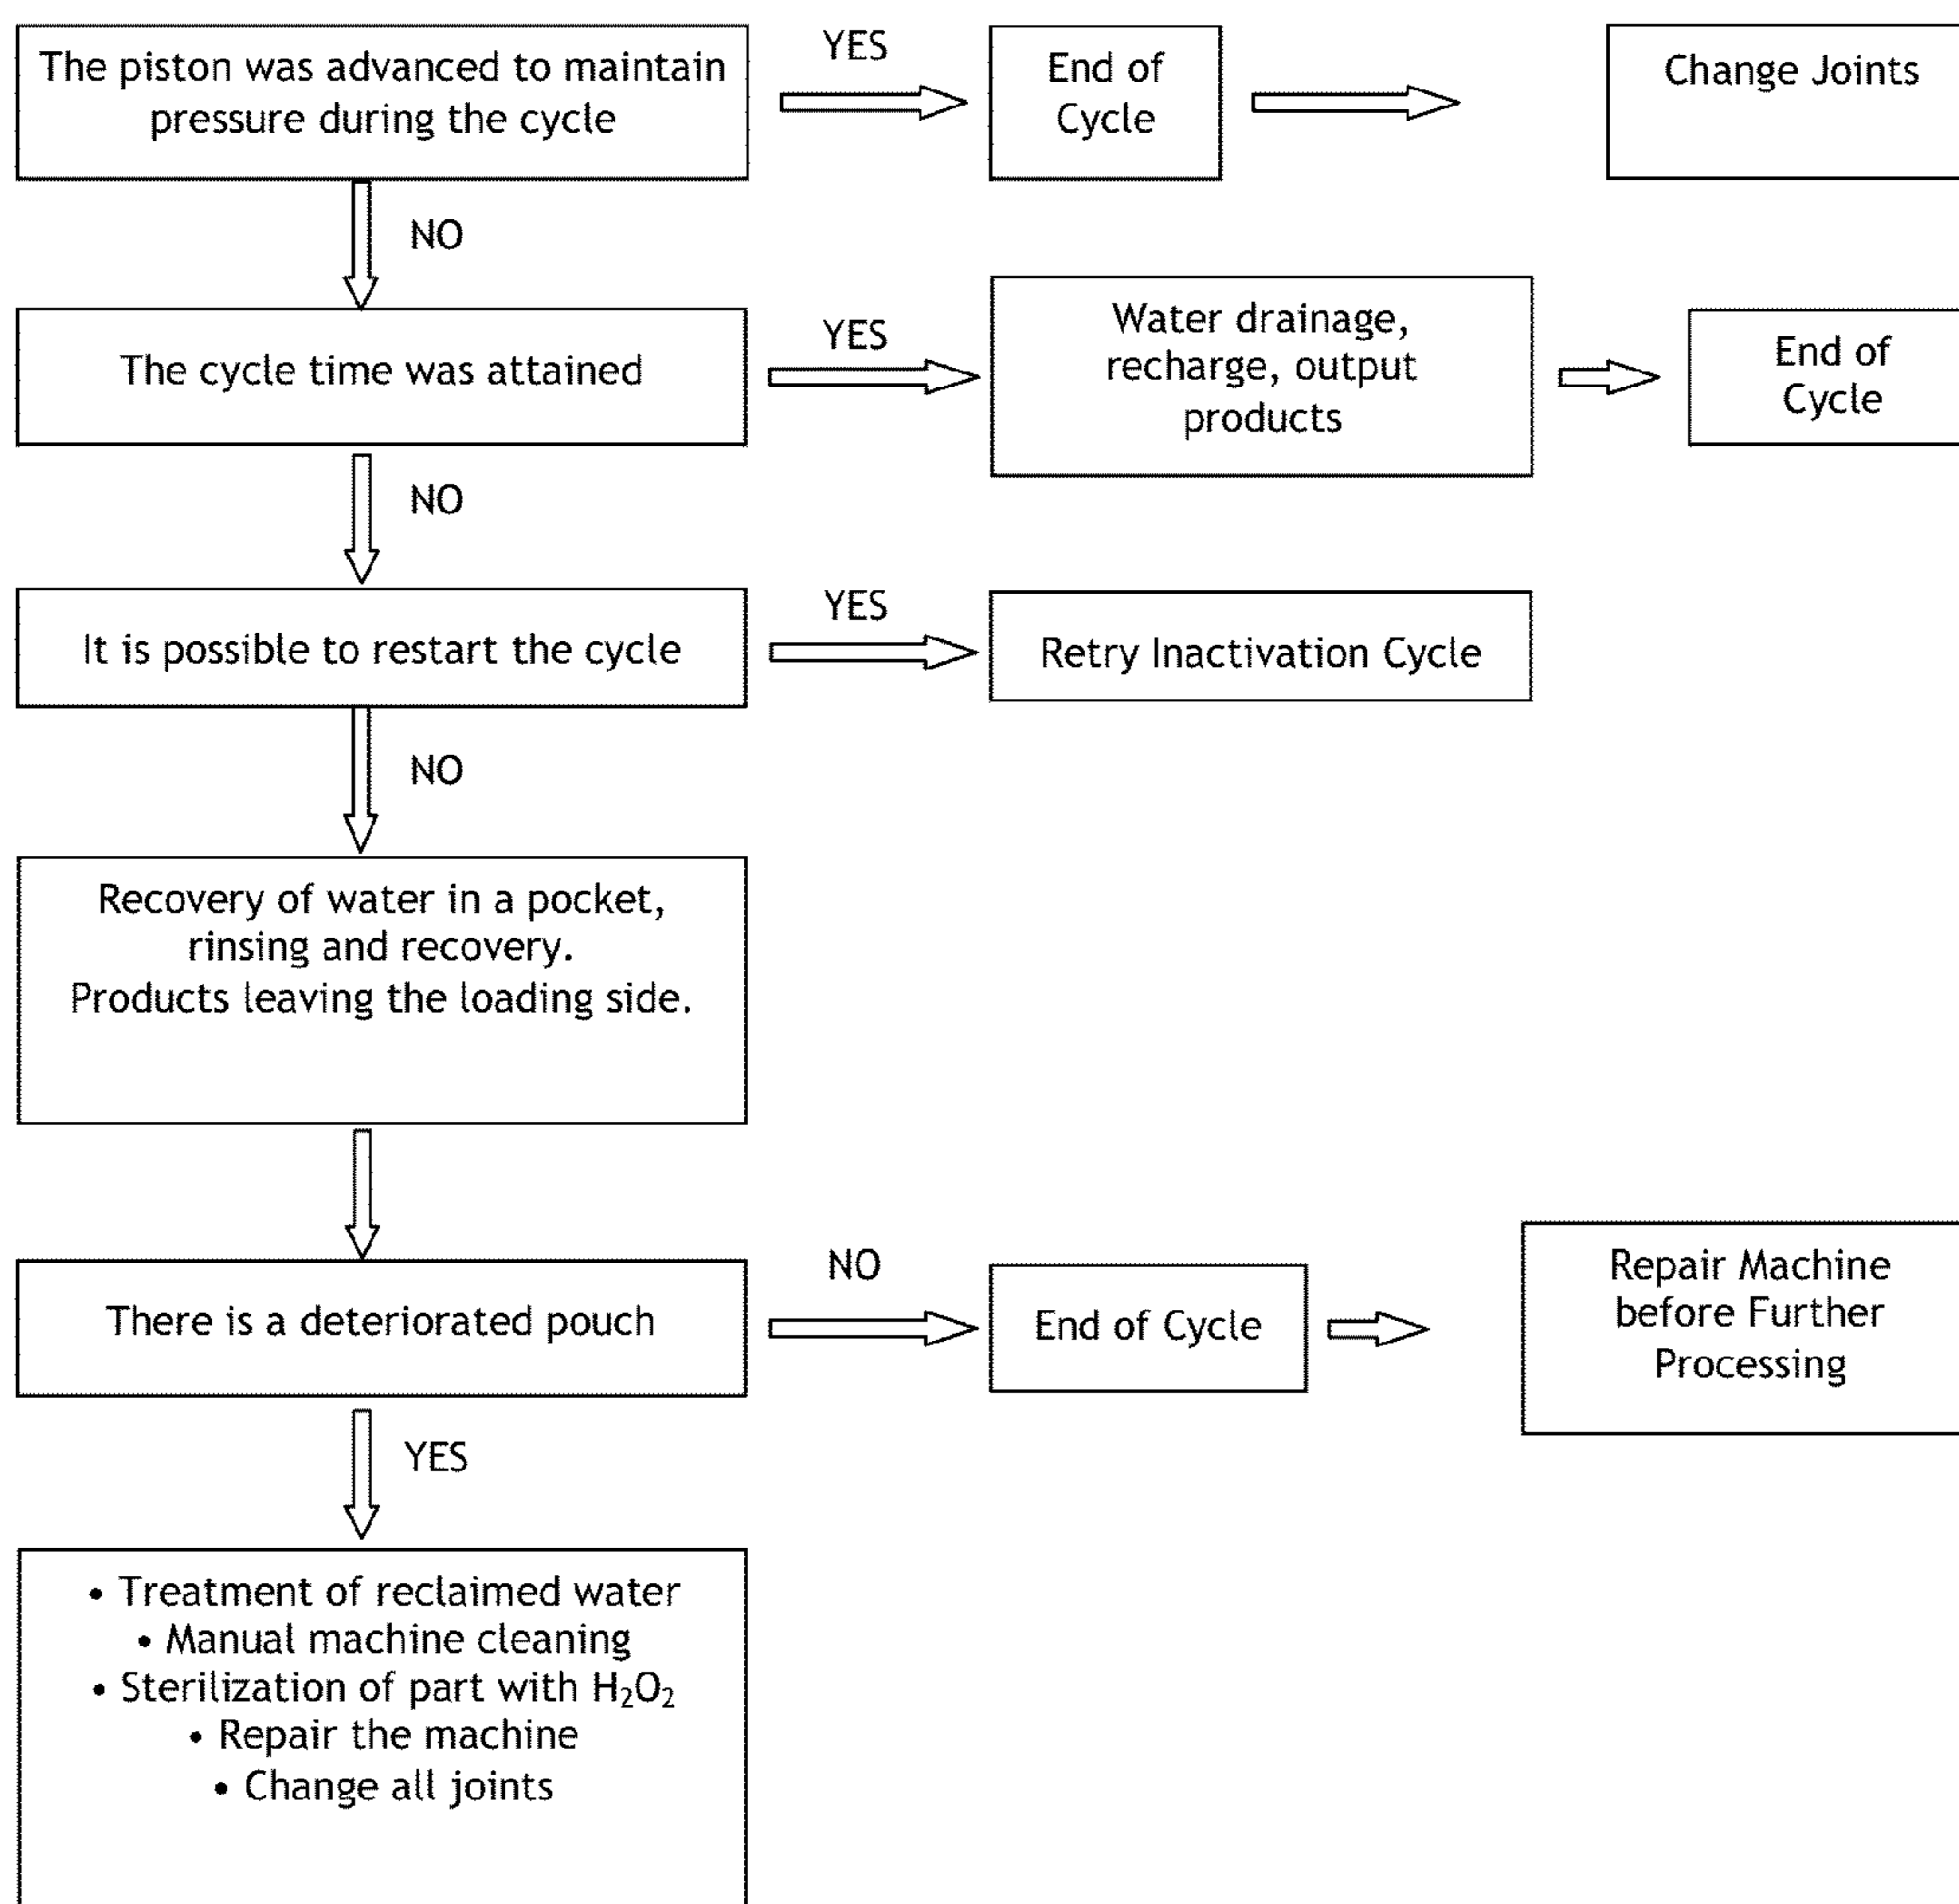 The piston was advanced to maintain
pressure during the cycle
YES
End of
Cycle
Change Joints
NO
The cycle time was attained
YES
Water drainage,
recharge, output
products
End of
Cycle
NO
It is possible to restart the cycle
YES
Retry Inactivation Cycle
NO
Recovery of water in a pocket,
rinsing and recovery.
Products leaving the loading side.
There is a deteriorated pouch
NO
End of Cycle
Repair Machine
before Further
Processing
YES
• Treatment of reclaimed water
• Manual machine cleaning
• Sterilization of part with H₂O₂
• Repair the machine
• Change all joints